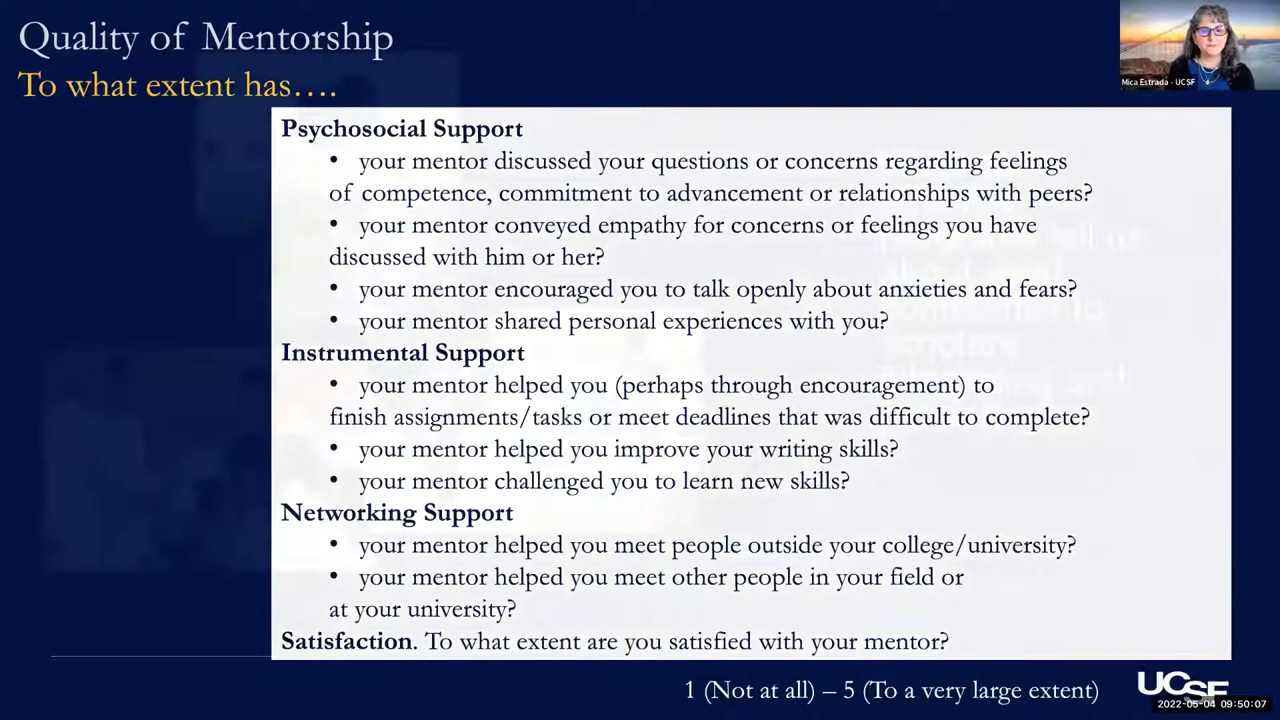 Quality of Mentorship
To what extent has….
Mica Estrada - UCSF
Psychosocial Support
• your mentor discussed your questions or concerns regarding feelings
of competence, commitment to advancement or relationships with peers?
• your mentor conveyed empathy for concerns or feelings you have
discussed with him or her?
• your mentor encouraged you to talk openly about anxieties and fears?
• your mentor shared personal experiences with you?
Instrumental Support
• your mentor helped you (perhaps through encouragement) to
finish assignments/tasks or meet deadlines that was difficult to complete?
• your mentor helped you improve your writing skills?
• your mentor challenged you to learn new skills?
Networking Support
• your mentor helped you meet people outside your college/university?
• your mentor helped you meet other people in your field or
at your university?
Satisfaction. To what extent are you satisfied with your mentor?
1 (Not at all) – 5 (To a very large extent)
UCSF
2022-05-04 09:50:07